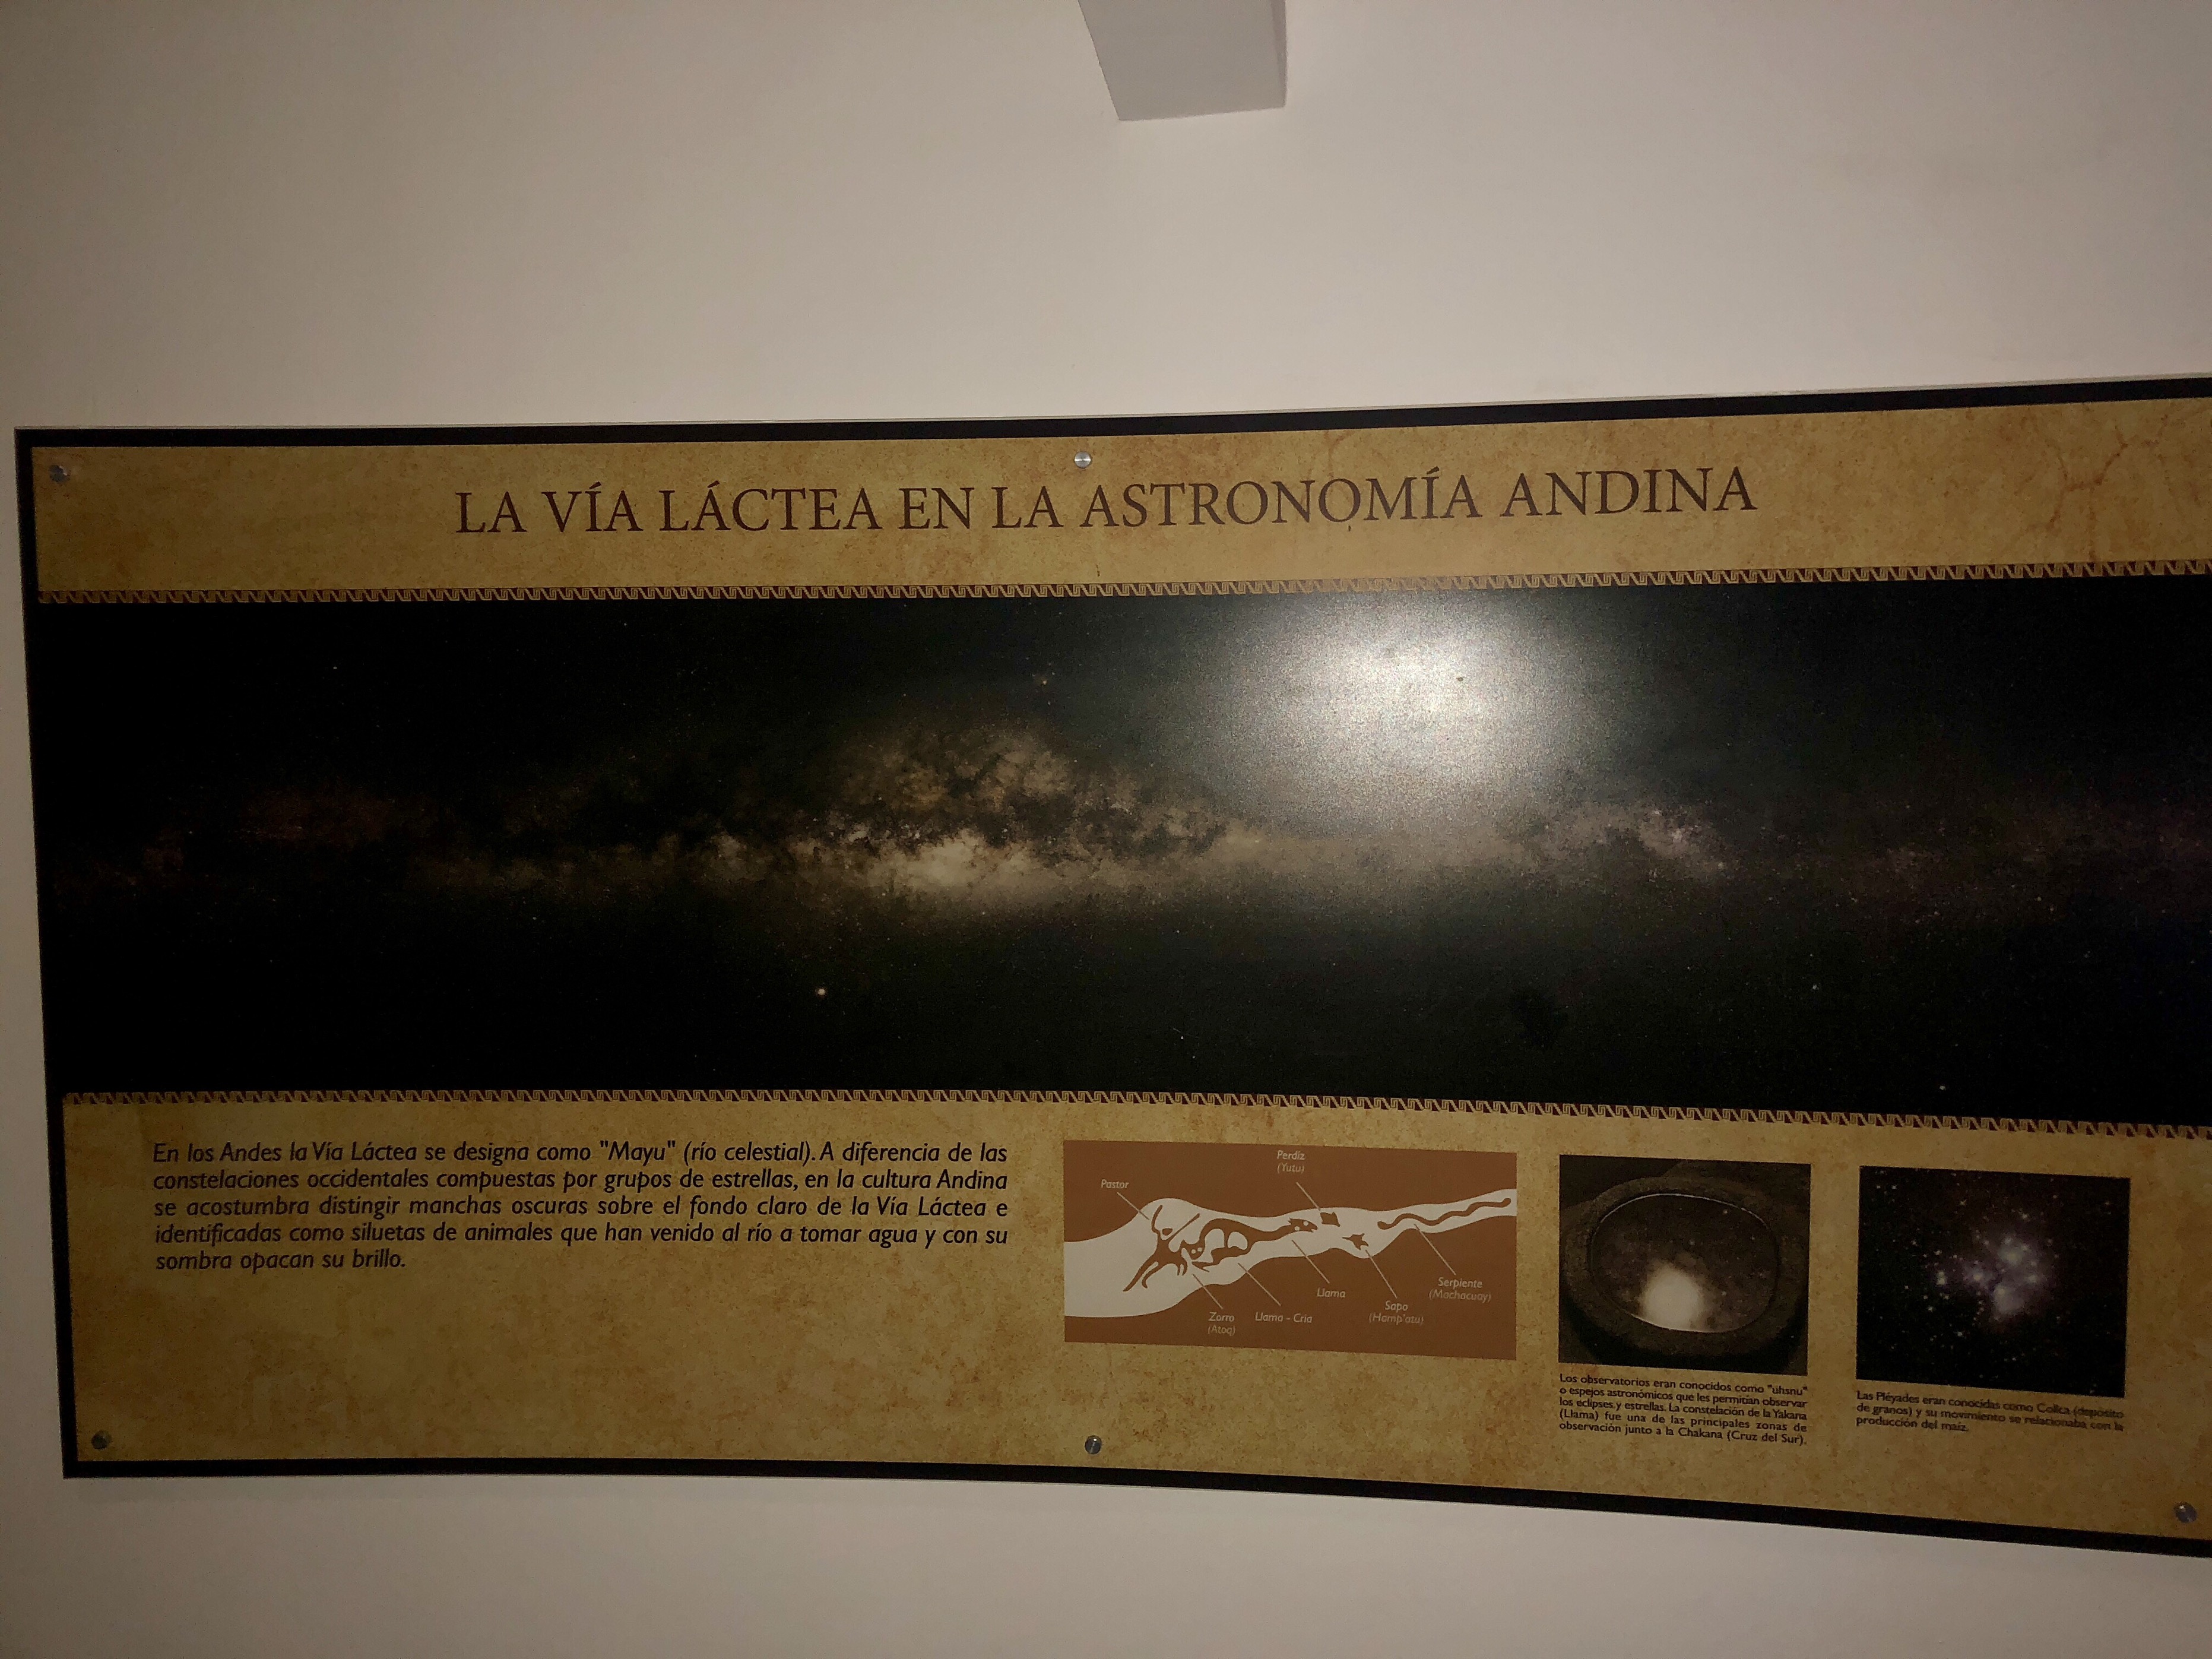 LA VÍA LÁCTEA EN LA ASTRONOMÍA ANDINA
En los Andes la Vía Láctea se designa como "Mayu" (río celestial). A diferencia de las
constelaciones occidentales compuestas por grupos de estrellas, en la cultura Andina
se acostumbra distingir manchas oscuras sobre el fondo claro de la Vía Láctea e
identificadas como siluetas de animales que han venido al río a tomar agua y con su
sombra opacan su brillo.
Perdiz
(Yutu)
Pastor
Zorro
(Atoq)
Llama - Cria
Llama
Sapo
(Hamp'atu)
Serpiente
(Machacuay)
Los observatorios eran conocidos como "uhsnu"
o espejos astronómicos que les permitían observar
los eclipses y estrellas. La constelación de la Yakana
(Llama) fue una de las principales zonas de
observación junto a la Chakana (Cruz del Sur).
Las Pléyades eran conocidas como Collca (depósito
de granos) y su movimiento se relacionaba con la
producción del maíz.